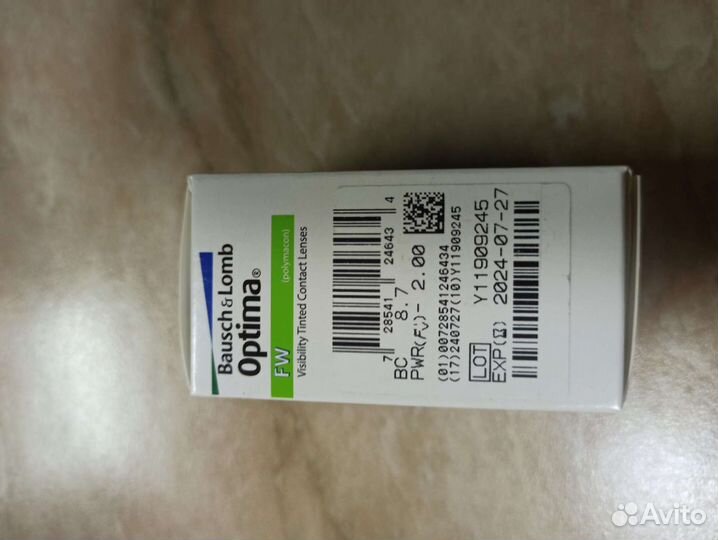 Bausch & Lomb
Optima®
FW
(polymacon)
Visibility Tinted Contact Lenses
7 28541 24643 4
BC
8.7
PWR(F'v)- 2.00
(01)00728541246434
(17)240727(10)Y11909245
LOT Y11909245
EXP(II) 2024-07-27
Avito